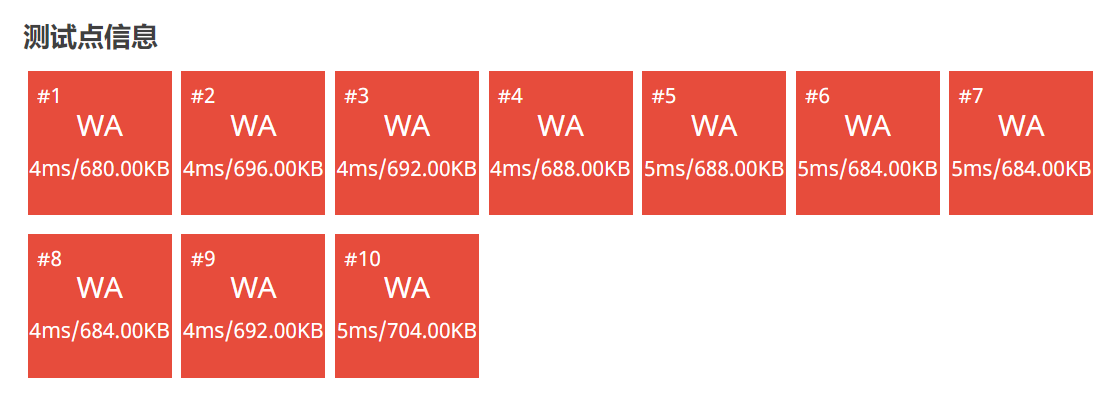 测试点信息
#1 #2 #3 #4 #5 #6 #7
WA WA WA WA WA WA WA
4ms/680.00KB 4ms/696.00KB 4ms/692.00KB 4ms/688.00KB 5ms/688.00KB 5ms/684.00KB 5ms/684.00KB
#8 #9 #10
WA WA WA
4ms/684.00KB 4ms/692.00KB 5ms/704.00KB